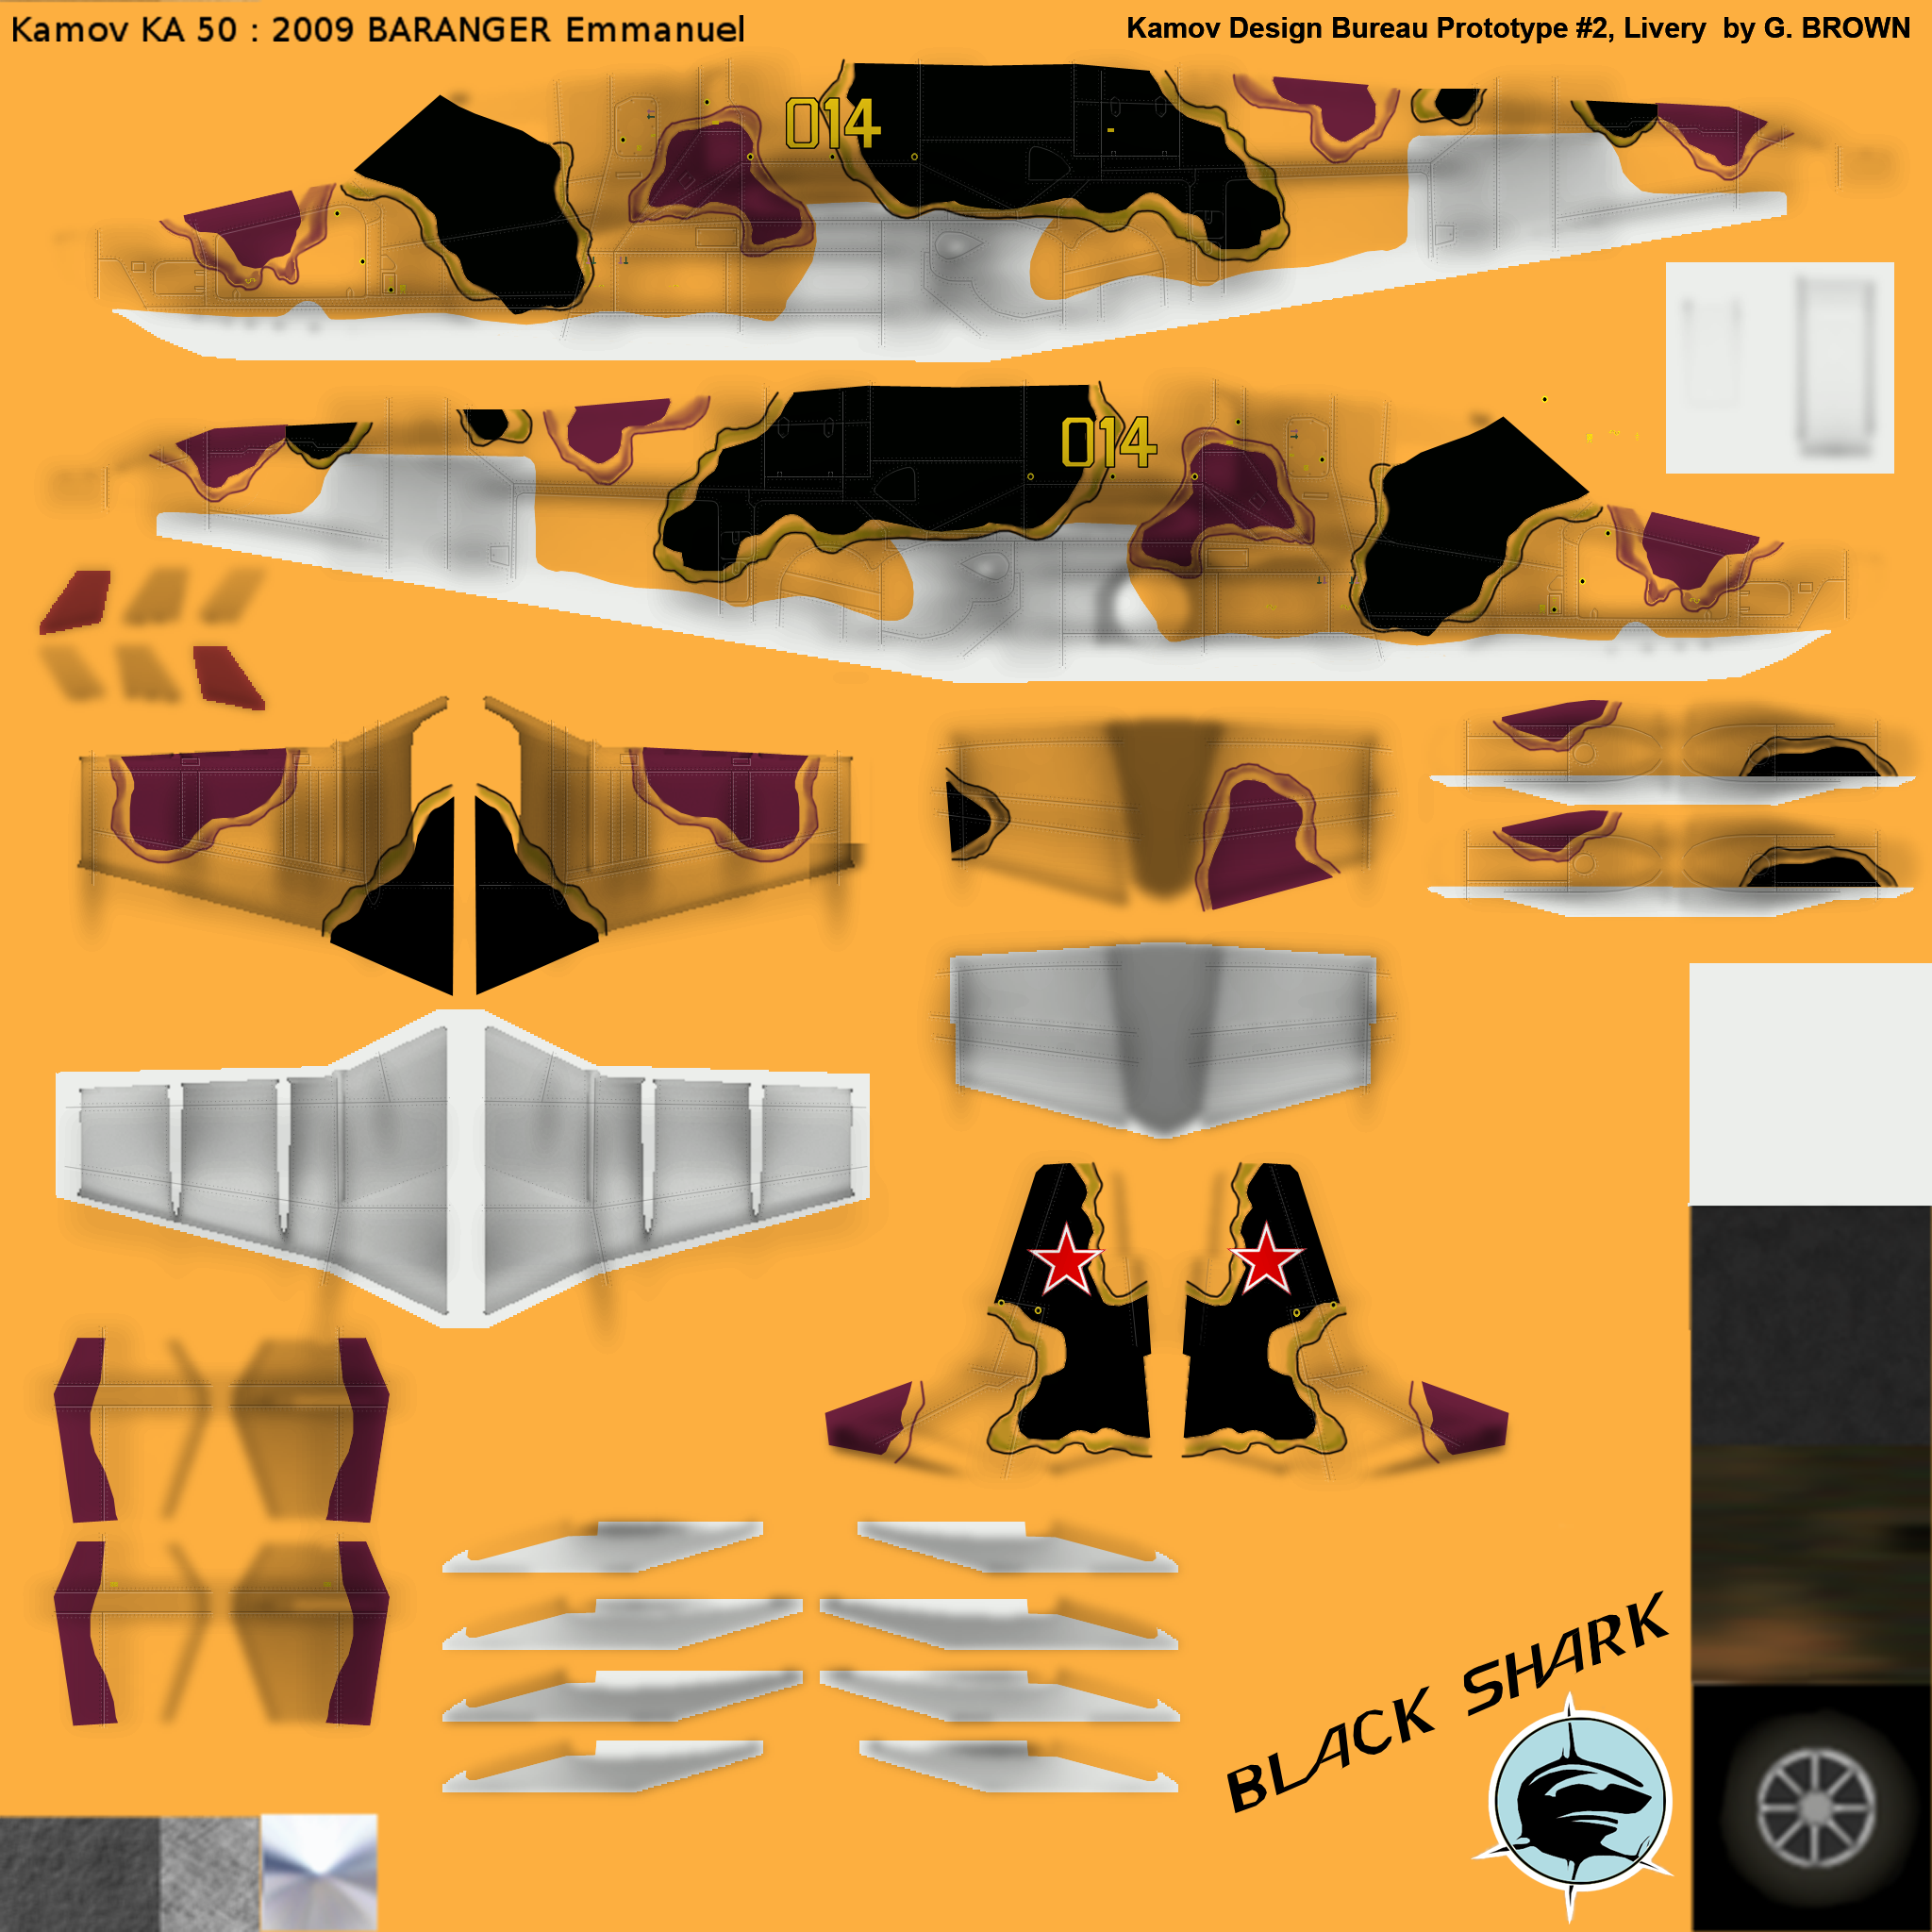 Kamov KA 50 : 2009 BARANGER Emmanuel
Kamov Design Bureau Prototype #2, Livery by G. BROWN
014
014
BLACK SHARK